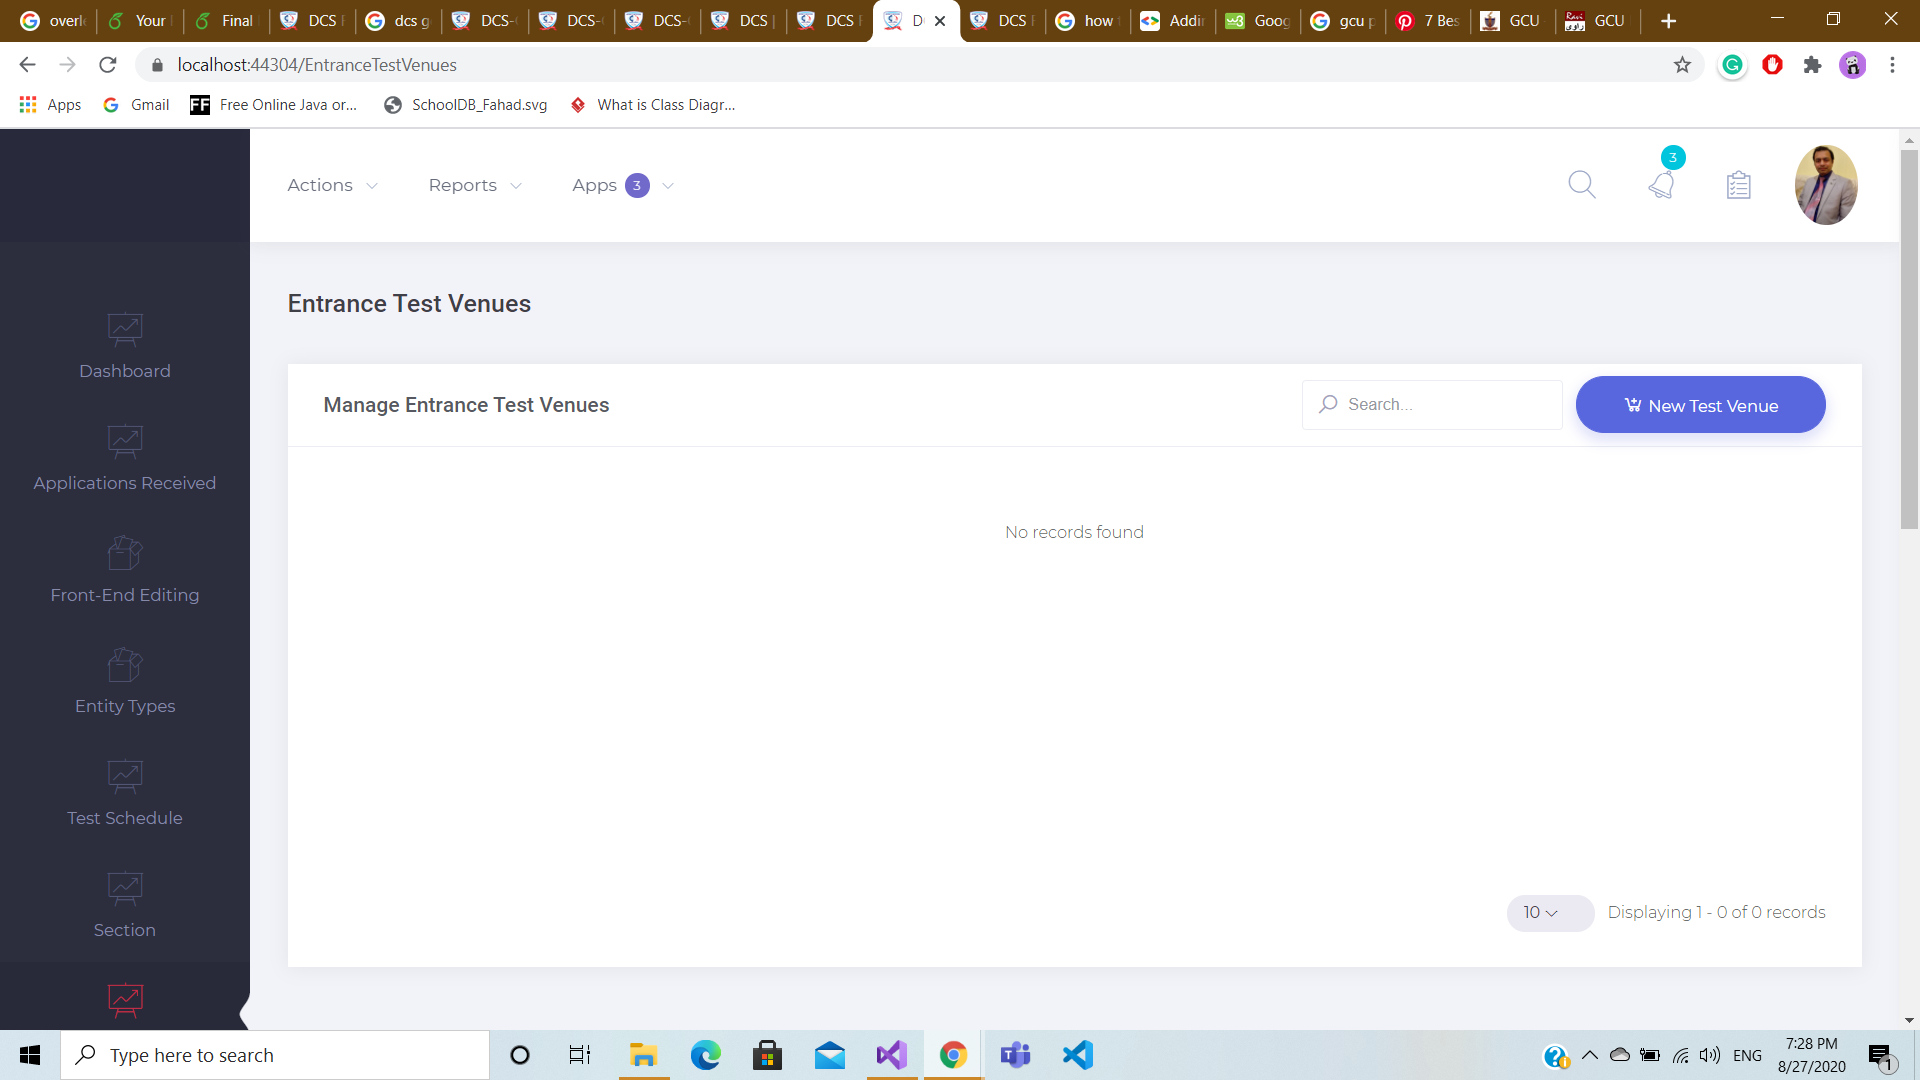 overl
Your
Final
DCS F
dcs g
DCS-
DCS-
DCS-
DCS |
DCS F
D
DCS F
how
Addin
Goog
gcu p
7 Bes
GCU
GCU
localhost:44304/EntranceTestVenues
Apps
Gmail
FF
Free Online Java or...
SchoolDB_Fahad.svg
What is Class Diagr...
Actions
Reports
Apps 3
3
Entrance Test Venues
Dashboard
Manage Entrance Test Venues
Search...
New Test Venue
Applications Received
No records found
Front-End Editing
Entity Types
Test Schedule
Section
10
Displaying 1 - 0 of 0 records
Type here to search
ENG
7:28 PM
8/27/2020
1